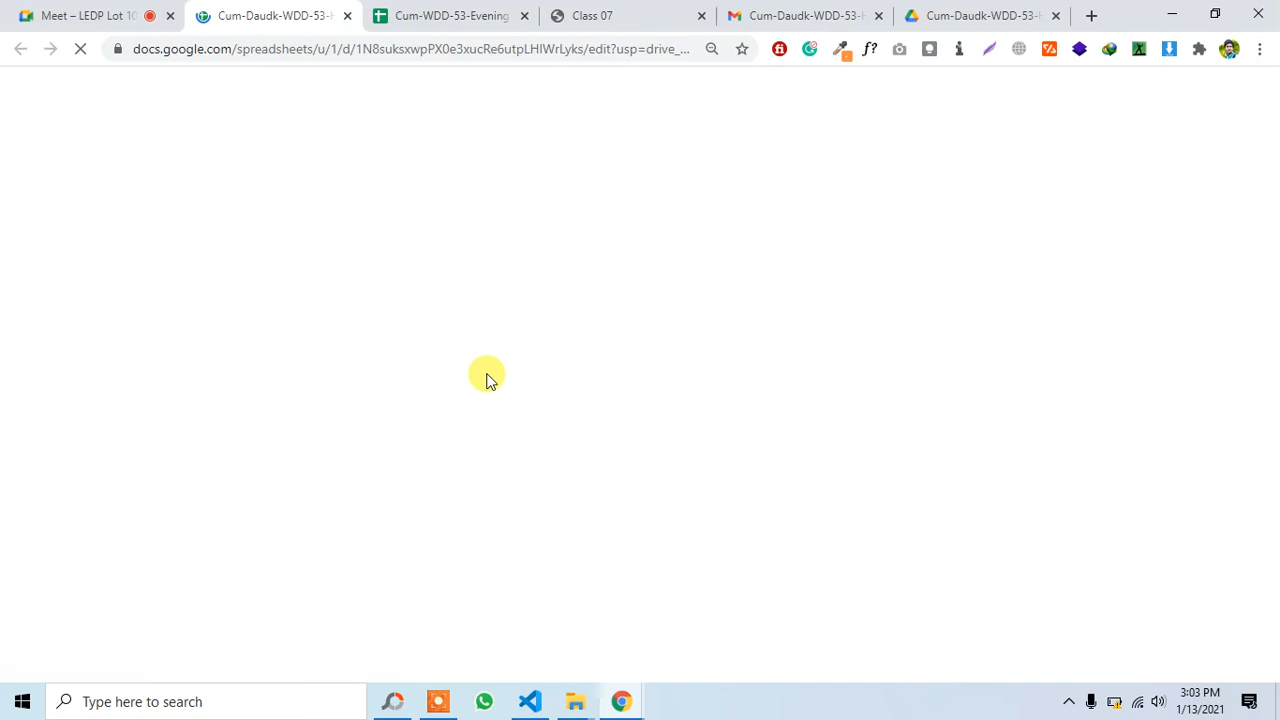 Meet – LEDP Lot 10
Cum-Daudk-WDD-53-
Cum-WDD-53-Evening
Class 07
Cum-Daudk-WDD-53-
Cum-Daudk-WDD-53-
docs.google.com/spreadsheets/u/1/d/1N8suksxwpPX0e3xucRe6utpLHIWrLyks/edit?usp=drive_...
Type here to search
3:03 PM
1/13/2021